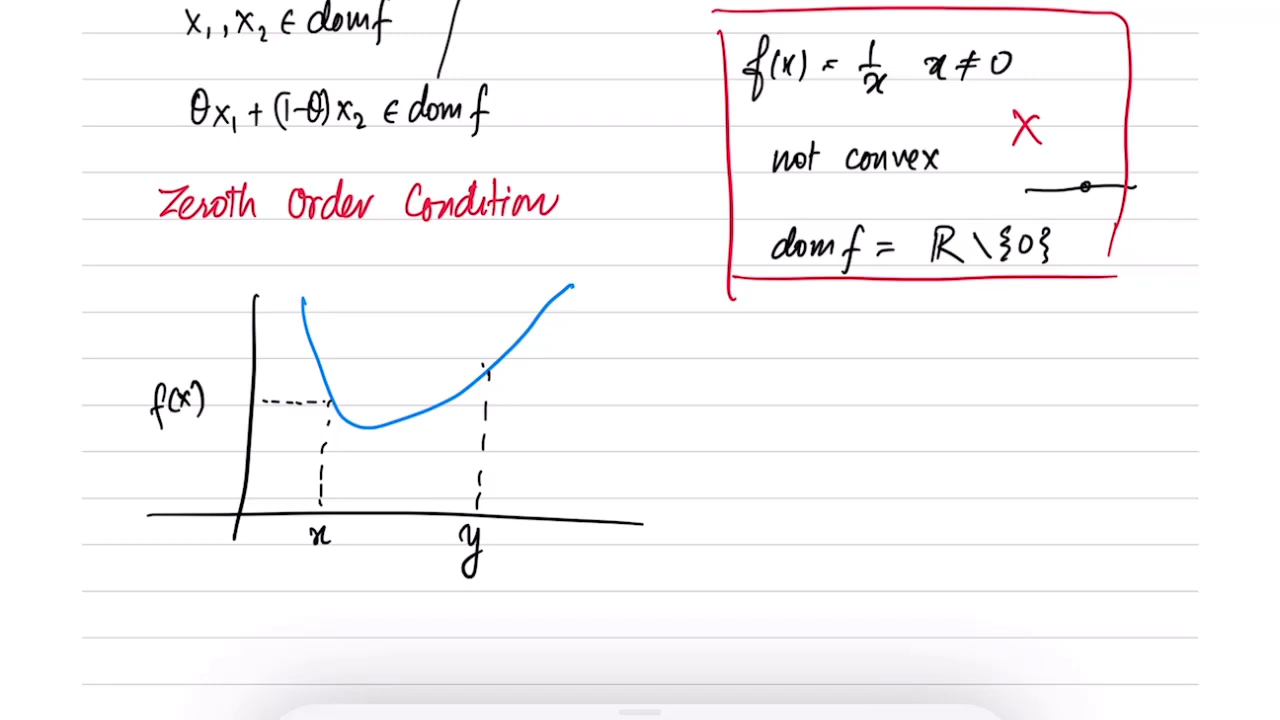 x₁, x₂ ∈ dom f
θx₁ + (1-θ)x₂ ∈ dom f
Zeroth Order Condition
f(x) = 1/x x ≠ 0
X
not convex
dom f = ℝ \ {0}
f(x)
x
y